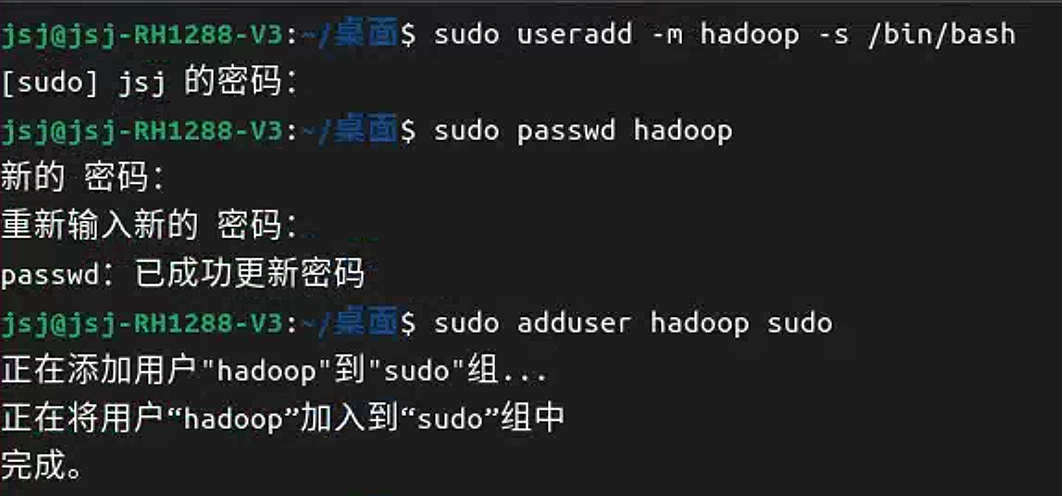 jsj@jsj-RH1288-V3:~/桌面$ sudo useradd -m hadoop -s /bin/bash
[sudo] jsj 的密码：
jsj@jsj-RH1288-V3:~/桌面$ sudo passwd hadoop
新的 密码：
重新输入新的 密码：
passwd：已成功更新密码
jsj@jsj-RH1288-V3:~/桌面$ sudo adduser hadoop sudo
正在添加用户"hadoop"到"sudo"组...
正在将用户“hadoop”加入到“sudo”组中
完成。